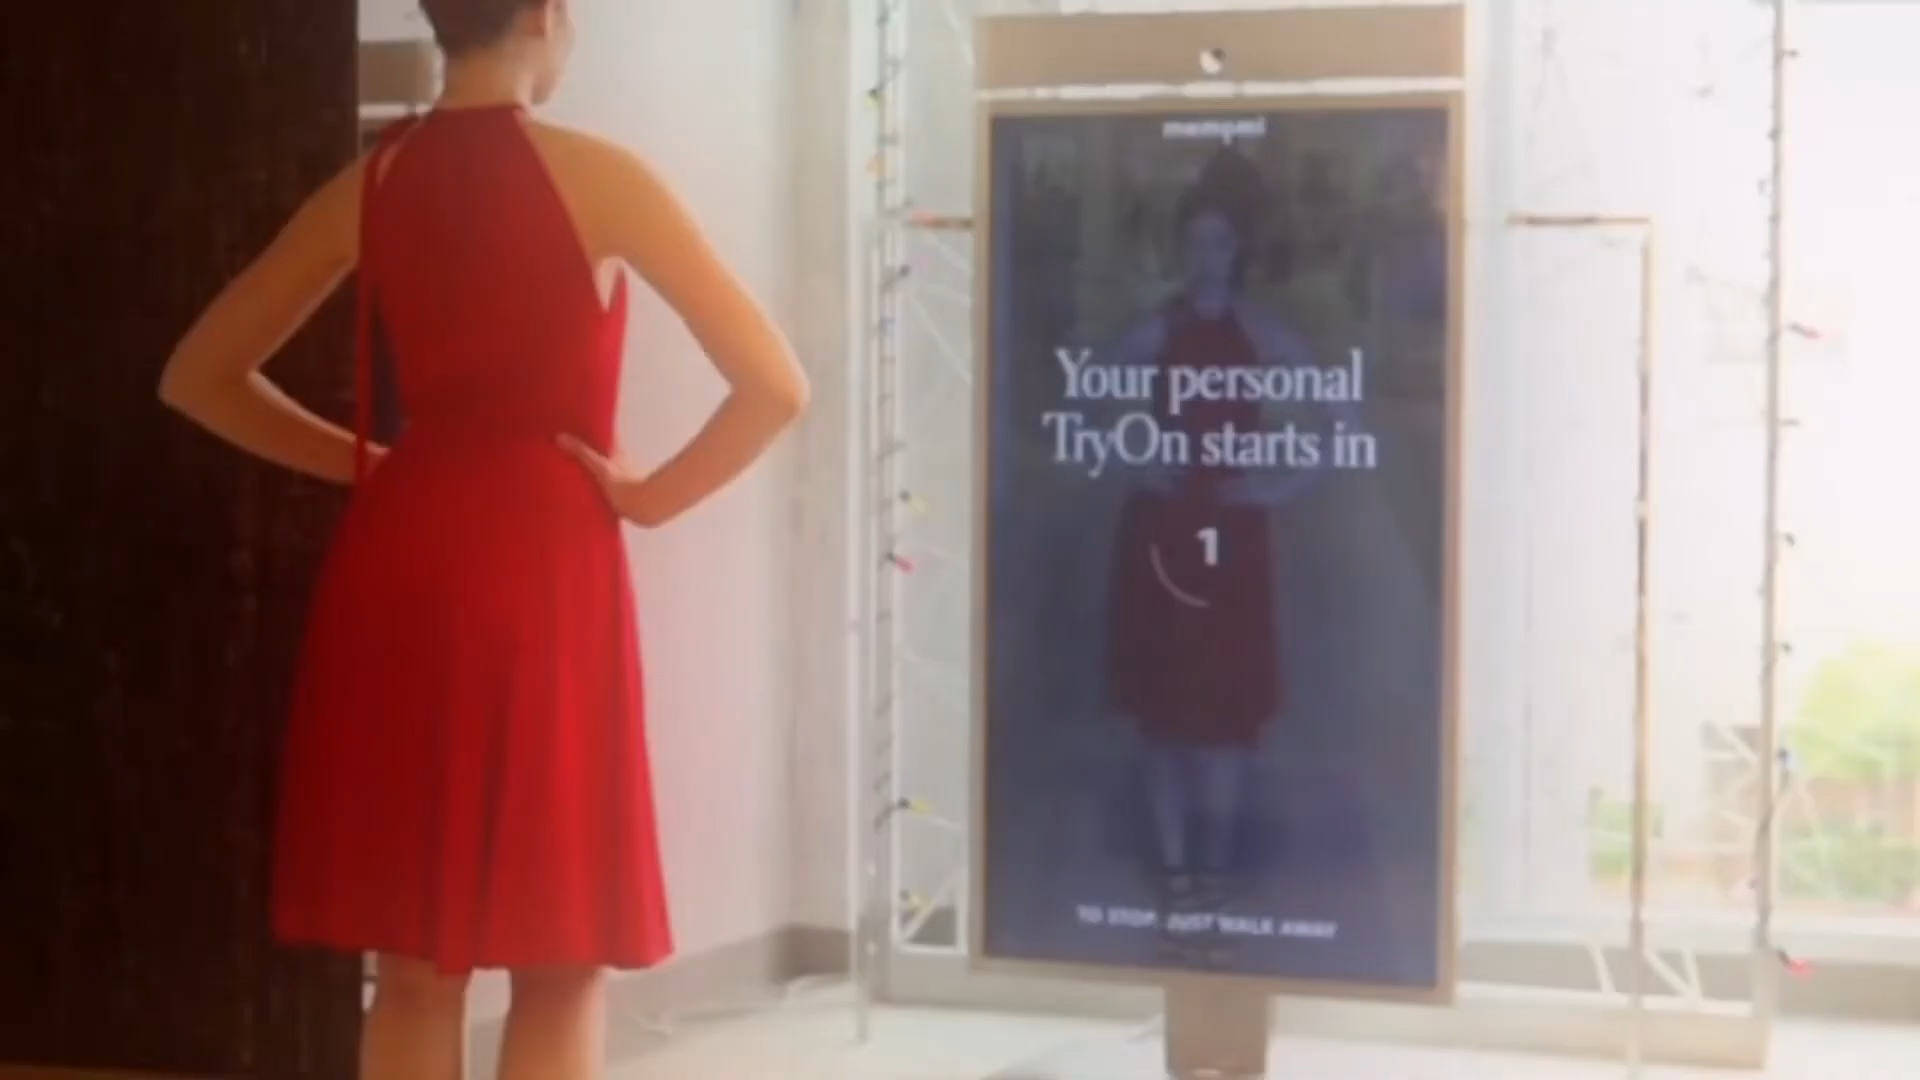 memomi
Your personal
TryOn starts in
1
TO STOP, JUST WALK AWAY